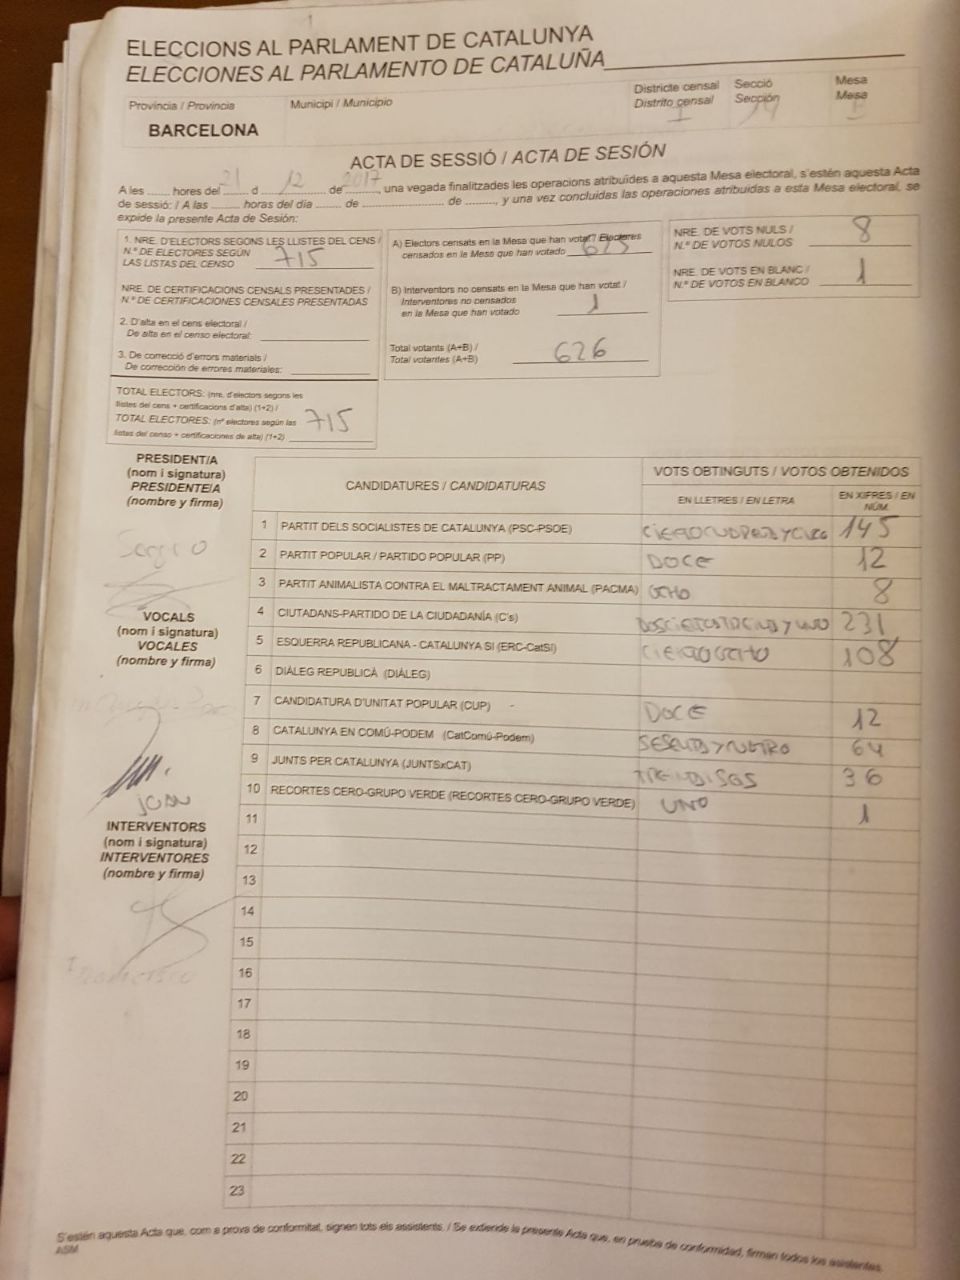 ELECCIONS AL PARLAMENT DE CATALUNYA
ELECCIONES AL PARLAMENTO DE CATALUÑA
Província / Provincia
Municipi / Municipio
Districte censal
Distrito censal
Secció
Sección
Mesa
Mesa
BARCELONA
I
ACTA DE SESSIÓ / ACTA DE SESIÓN
A les ...... hores del 21 d 12 de 2017, una vegada finalitzades les operacions atribuïdes a aquesta Mesa electoral, s'estén aquesta Acta
de sessió: / A las ........ horas del día ....... de ........................ de ........, y una vez concluidas las operaciones atribuidas a esta Mesa electoral, se
expide la presente Acta de Sesión:
1. NRE. D'ELECTORS SEGONS LES LLISTES DEL CENS /
N.º DE ELECTORES SEGÚN
LAS LISTAS DEL CENSO 715
NRE. DE CERTIFICACIONS CENSALS PRESENTADES /
N.º DE CERTIFICACIONES CENSALES PRESENTADAS
2. D'alta en el cens electoral /
De alta en el censo electoral:
3. De correcció d'errors materials /
De corrección de errores materiales:
TOTAL ELECTORS: (nre. d'electors segons les
llistes del cens + certificacions d'alta) (1+2) /
TOTAL ELECTORES: (nº electores según las
listas del censo + certificaciones de alta) (1+2) 715
A) Electors censats en la Mesa que han votat / Electores
censados en la Mesa que han votado 625
B) Interventors no censats en la Mesa que han votat /
Interventores no censados
en la Mesa que han votado 1
Total votants (A+B) /
Total votantes (A+B) 626
NRE. DE VOTS NULS /
N.º DE VOTOS NULOS 8
NRE. DE VOTS EN BLANC /
N.º DE VOTOS EN BLANCO 1
PRESIDENT/A
(nom i signatura)
PRESIDENTE/A
(nombre y firma)
Sergio
VOCALS
(nom i signatura)
VOCALES
(nombre y firma)
JOAN
INTERVENTORS
(nom i signatura)
INTERVENTORES
(nombre y firma)
Francisco
CANDIDATURES / CANDIDATURAS
VOTS OBTINGUTS / VOTOS OBTENIDOS
EN LLETRES / EN LETRA
EN XIFRES / EN
NÚM.
1 PARTIT DELS SOCIALISTES DE CATALUNYA (PSC-PSOE) 145
2 PARTIT POPULAR / PARTIDO POPULAR (PP) DOCE 12
3 PARTIT ANIMALISTA CONTRA EL MALTRACTAMENT ANIMAL (PACMA) OCHO 8
4 CIUTADANS-PARTIDO DE LA CIUDADANÍA (C's) 231
5 ESQUERRA REPUBLICANA - CATALUNYA SI (ERC-CatSI) 108
6 DIÀLEG REPUBLICÀ (DIÀLEG)
7 CANDIDATURA D'UNITAT POPULAR (CUP) - DOCE 12
8 CATALUNYA EN COMÚ-PODEM (CatComú-Podem) 64
9 JUNTS PER CATALUNYA (JUNTSxCAT) 36
10 RECORTES CERO-GRUPO VERDE (RECORTES CERO-GRUPO VERDE) UNO 1
11
12
13
14
15
16
17
18
19
20
21
22
23
S'estén aquesta Acta que, com a prova de conformitat, signen tots els assistents. / Se extiende la presente Acta que, en prueba de conformidad, firman todos los asistentes.
ASM